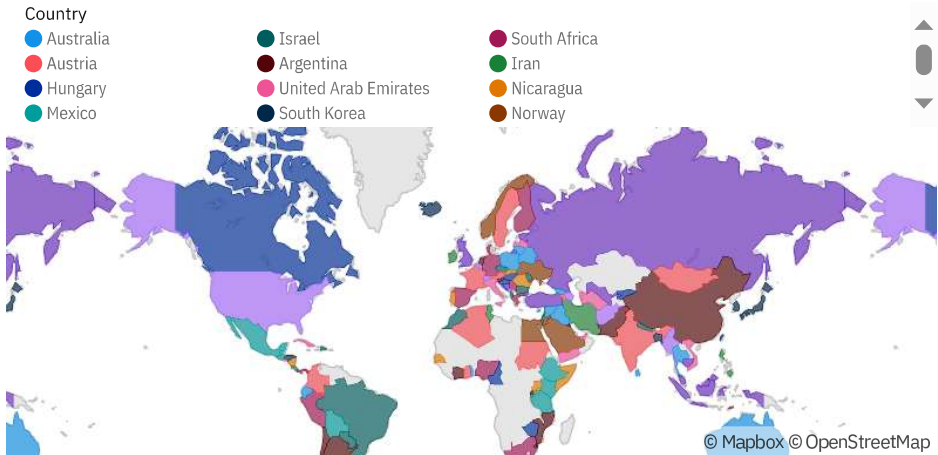 Country
Australia
Austria
Hungary
Mexico
Israel
Argentina
United Arab Emirates
South Korea
South Africa
Iran
Nicaragua
Norway
© Mapbox © OpenStreetMap